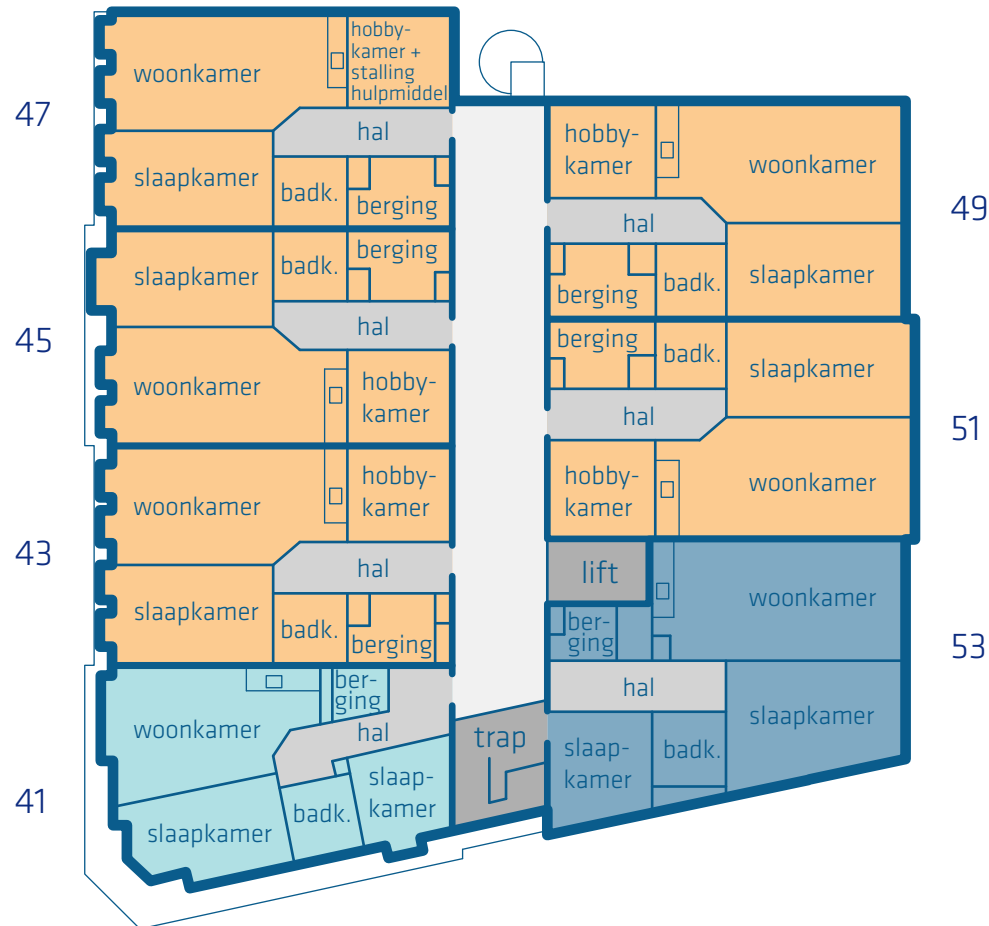 47
woonkamer
hobby-
kamer +
stalling
hulpmiddel
hal
slaapkamer
badk.
berging
45
slaapkamer
badk.
berging
hal
woonkamer
hobby-
kamer
43
woonkamer
hobby-
kamer
hal
slaapkamer
badk.
berging
41
woonkamer
ber-
ging
hal
slaapkamer
badk.
slaap-
kamer
trap
49
hobby-
kamer
woonkamer
hal
berging
badk.
slaapkamer
51
berging
badk.
slaapkamer
hal
hobby-
kamer
woonkamer
53
lift
woonkamer
ber-
ging
hal
slaapkamer
slaap-
kamer
badk.